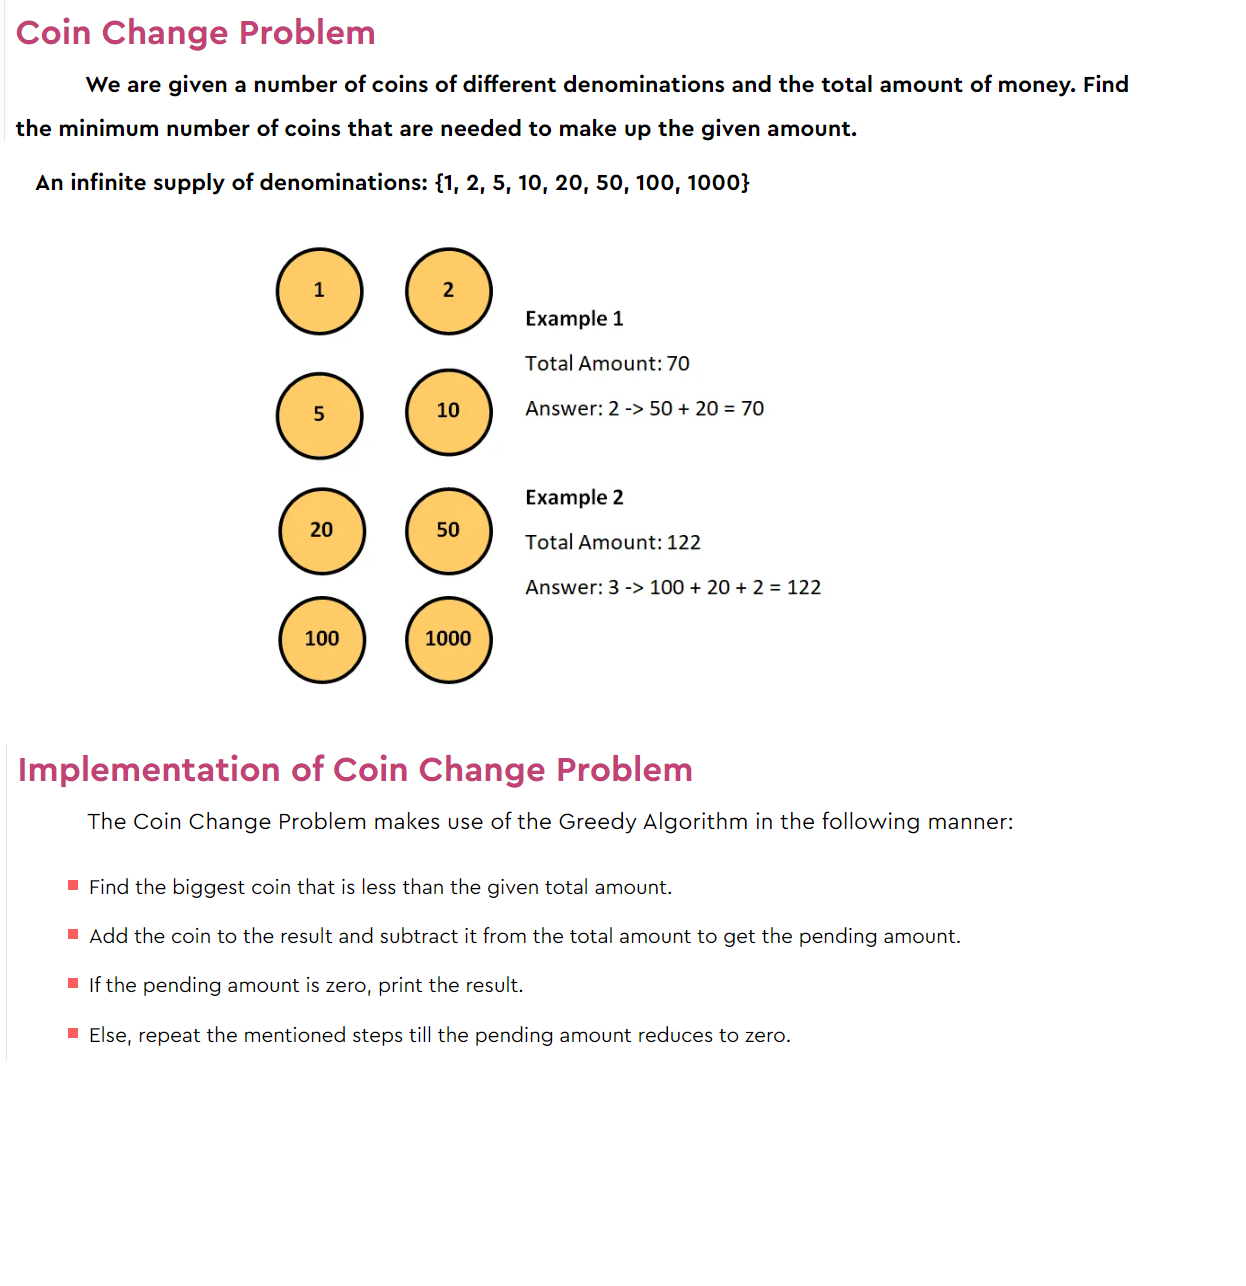 Coin Change Problem
We are given a number of coins of different denominations and the total amount of money. Find
the minimum number of coins that are needed to make up the given amount.
An infinite supply of denominations: {1, 2, 5, 10, 20, 50, 100, 1000}
1
2
5
10
20
50
100
1000
Example 1
Total Amount: 70
Answer: 2 -> 50 + 20 = 70
Example 2
Total Amount: 122
Answer: 3 -> 100 + 20 + 2 = 122
Implementation of Coin Change Problem
The Coin Change Problem makes use of the Greedy Algorithm in the following manner:
Find the biggest coin that is less than the given total amount.
Add the coin to the result and subtract it from the total amount to get the pending amount.
If the pending amount is zero, print the result.
Else, repeat the mentioned steps till the pending amount reduces to zero.